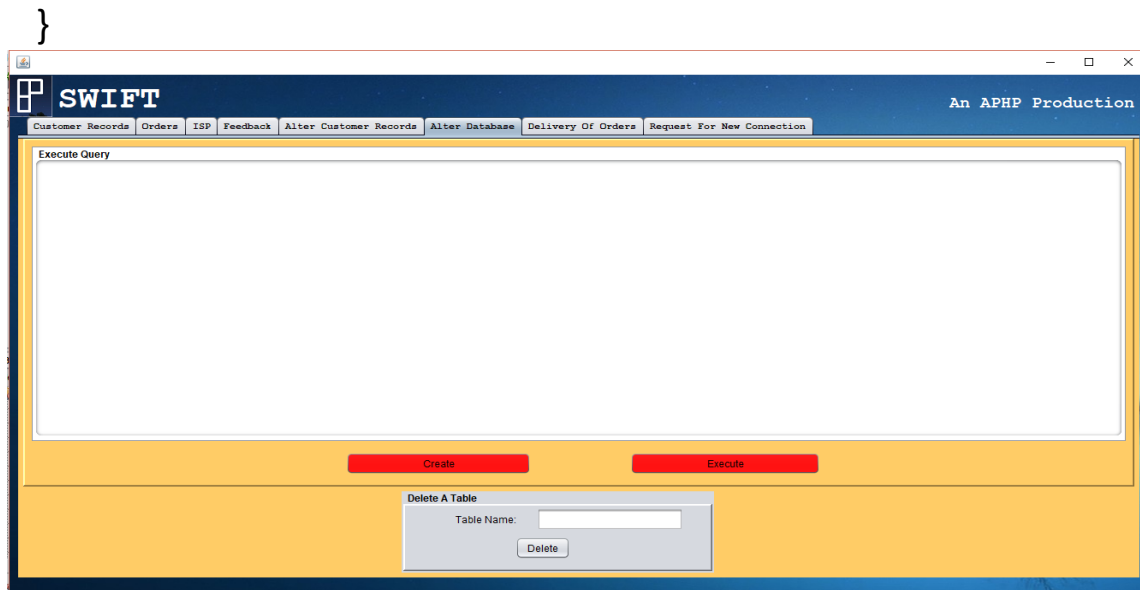 }
SWIFT
An APHP Production
Customer Records Orders ISP Feedback Alter Customer Records Alter Database Delivery Of Orders Request For New Connection
Execute Query
Create Execute
Delete A Table
Table Name:
Delete